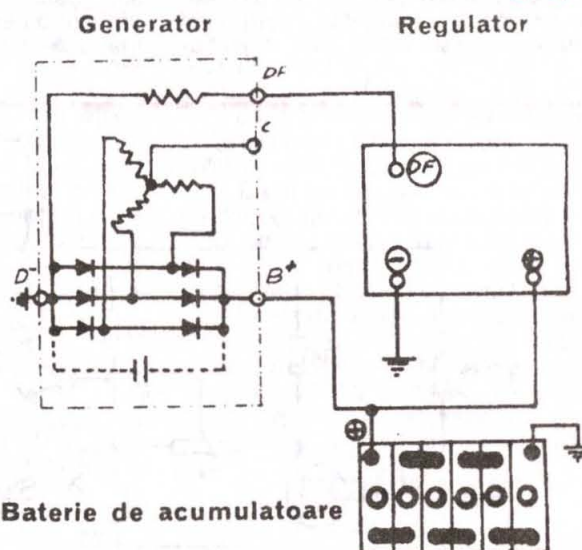 Generator
Regulator
DF
C
DF
D-
B+
-
+
+
Baterie de acumulatoare